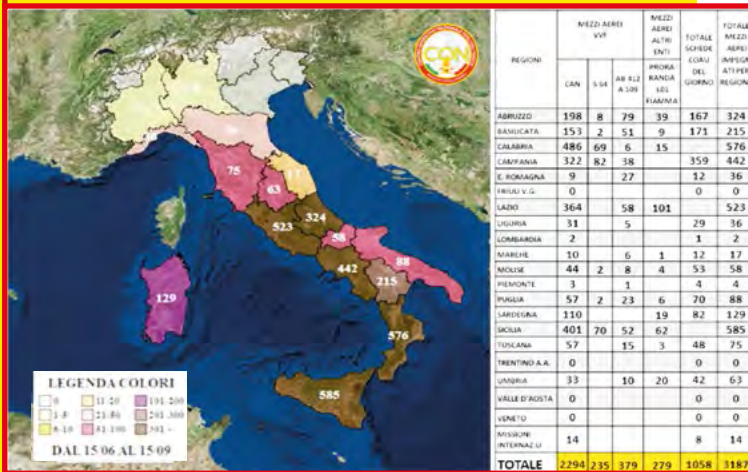 CON
75
63
324
523
58
88
442
215
129
576
585
LEGENDA COLORI
0 11-20 101-200
1-5 21-50 201-300
6-10 51-100 301 -
DAL 15 06 AL 15 09
REGIONI MEZZI AEREI VVF MEZZI AEREI ALTRI ENTI TOTALE SCHEDE COAU DEL GIORNO TOTALE MEZZI AEREI IMPEGNATI PER REGIONE
CAN S 64 AB 412 A 109 FIAMMA
ABRUZZO 198 8 79 39 167 324
BASILICATA 153 2 51 9 171 215
CALABRIA 486 69 6 15 576
CAMPANIA 322 82 38 359 442
E. ROMAGNA 9 27 12 36
FRIULI V.G. 0 0 0
LAZIO 364 58 101 523
LIGURIA 31 5 29 36
LOMBARDIA 2 1 2
MARCHE 10 6 1 12 17
MOLISE 44 2 8 4 53 58
PIEMONTE 3 1 4 4
PUGLIA 57 2 23 6 70 88
SARDEGNA 110 19 82 129
SICILIA 401 70 52 62 585
TOSCANA 57 15 3 48 75
TRENTINO A.A. 0 0 0
UMBRIA 33 10 20 42 63
VALLE D'AOSTA 0 0 0
VENETO 0 0 0
MISSIONI INTERNAZ.LI 14 8 14
TOTALE 2294 235 379 279 1058 3187